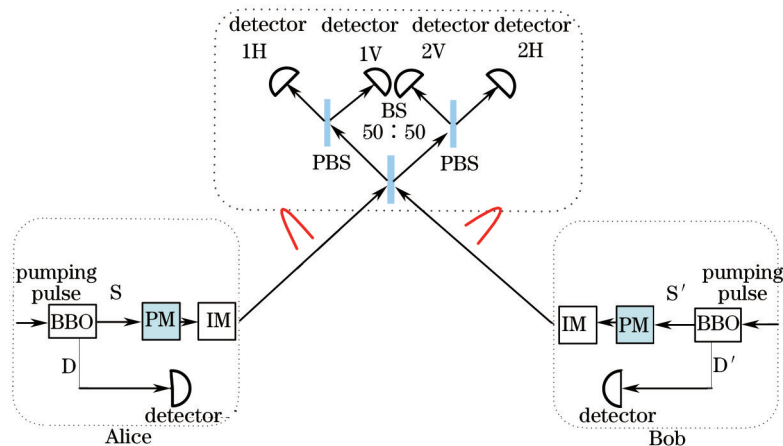 detector detector detector detector
1H 1V 2V 2H
BS
50:50
PBS PBS
pumping pulse
S
BBO PM IM
D
detector
Alice
pumping pulse
S′
IM PM BBO
D′
detector
Bob